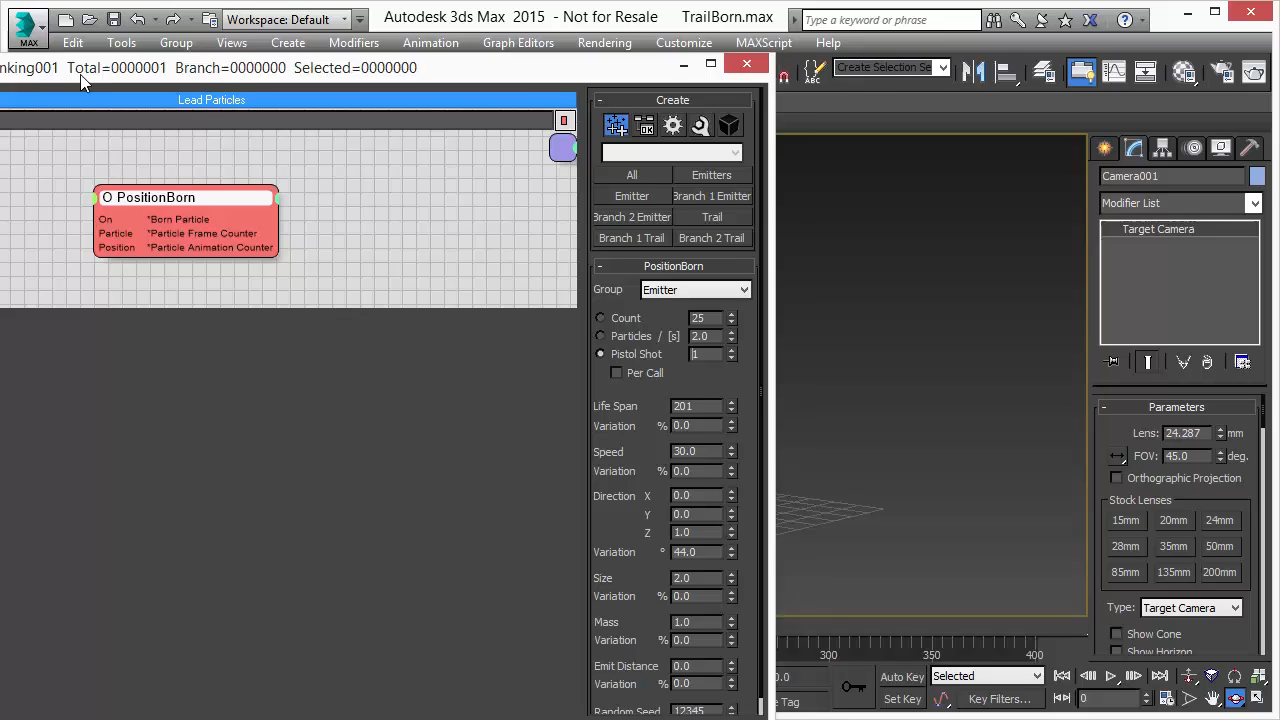 MAX
Workspace: Default
Autodesk 3ds Max 2015 - Not for Resale
TrailBorn.max
Type a keyword or phrase
Edit
Tools
Group
Views
Create
Modifiers
Animation
Graph Editors
Rendering
Customize
MAXScript
Help
nking001 Total=0000001 Branch=0000000 Selected=0000000
ABC
Create Selection Se
Lead Particles
O PositionBorn
On *Born Particle
Particle *Particle Frame Counter
Position *Particle Animation Counter
- Create
OK
All
Emitters
Emitter
Branch 1 Emitter
Branch 2 Emitter
Trail
Branch 1 Trail
Branch 2 Trail
- PositionBorn
Group Emitter
Count 25
Particles / [s] 2.0
Pistol Shot 1
Per Call
Life Span 201
Variation % 0.0
Speed 30.0
Variation % 0.0
Direction X 0.0
Y 0.0
Z 1.0
Variation ° 44.0
Size 2.0
Variation % 0.0
Mass 1.0
Variation % 0.0
Emit Distance 0.0
Variation % 0.0
Random Seed 12345
Camera001
Modifier List
Target Camera
- Parameters
Lens: 24.287 mm
FOV: 45.0 deg.
Orthographic Projection
Stock Lenses
15mm 20mm 24mm
28mm 35mm 50mm
85mm 135mm 200mm
Type: Target Camera
Show Cone
Show Horizon
300 350 400
0.0
Auto Key
Selected
Tag
Set Key
Key Filters...
0